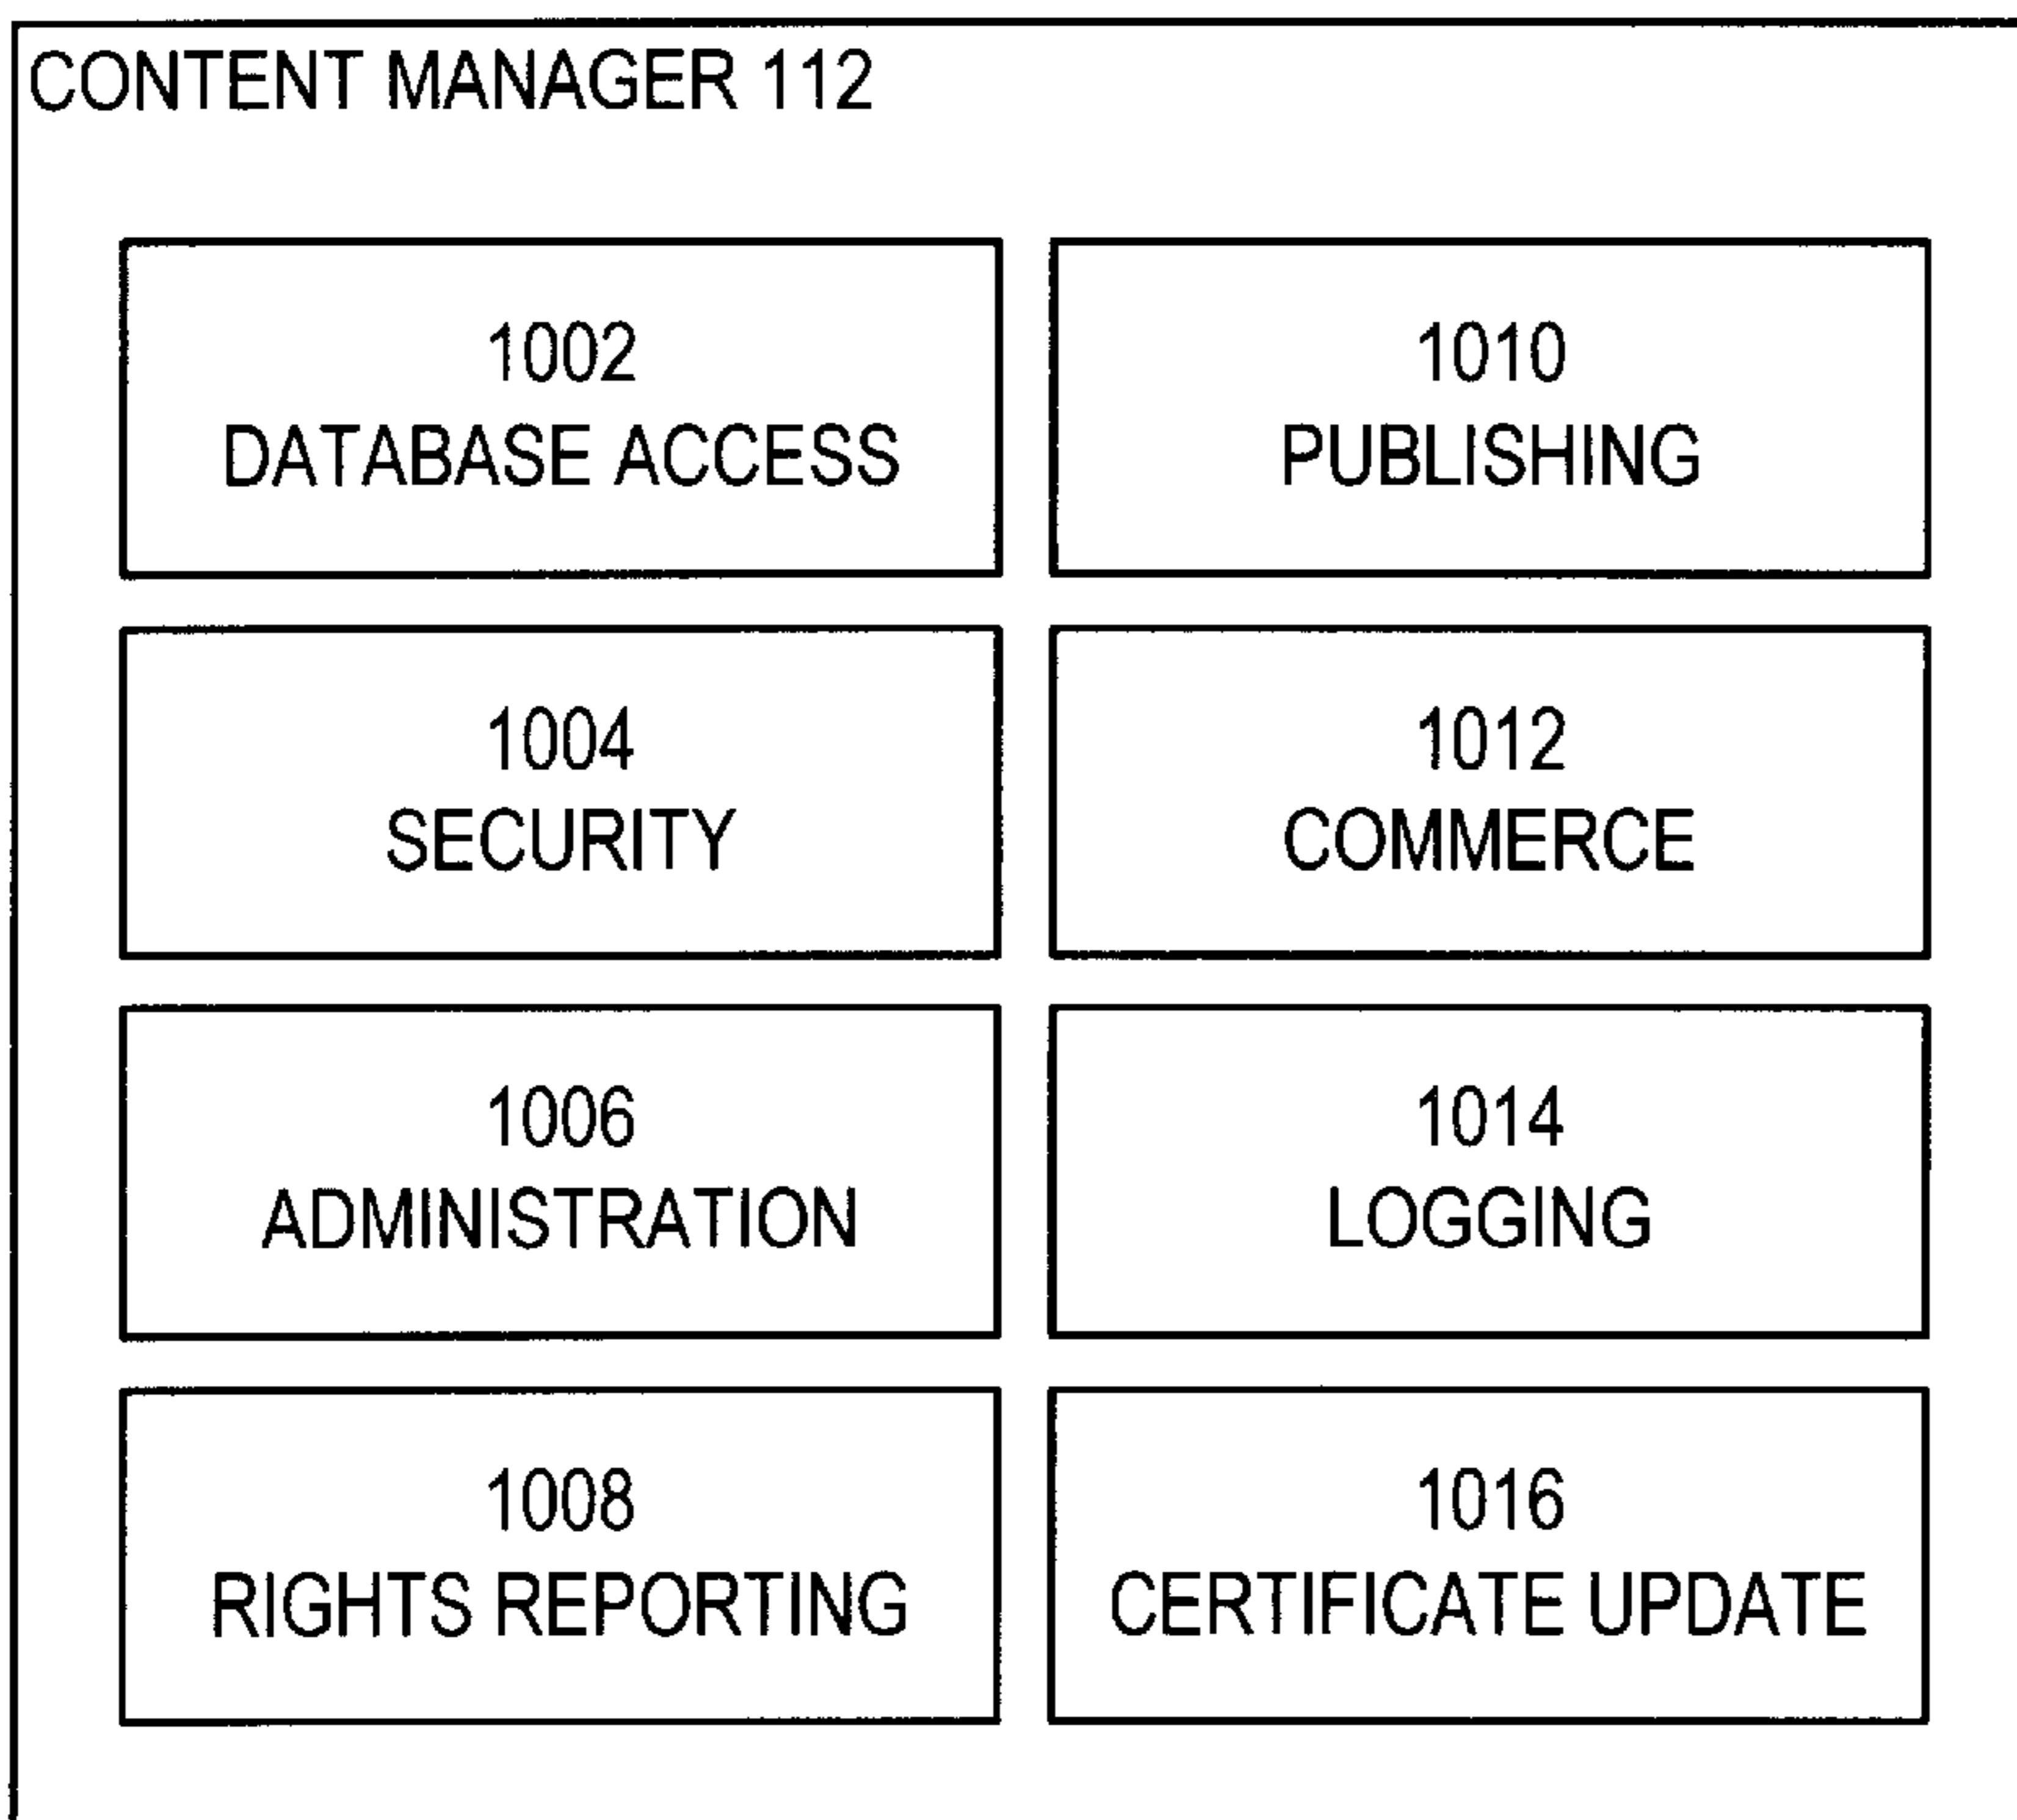 CONTENT MANAGER 112
1002
DATABASE ACCESS
1010
PUBLISHING
1004
SECURITY
1012
COMMERCE
1006
ADMINISTRATION
1014
LOGGING
1008
RIGHTS REPORTING
1016
CERTIFICATE UPDATE